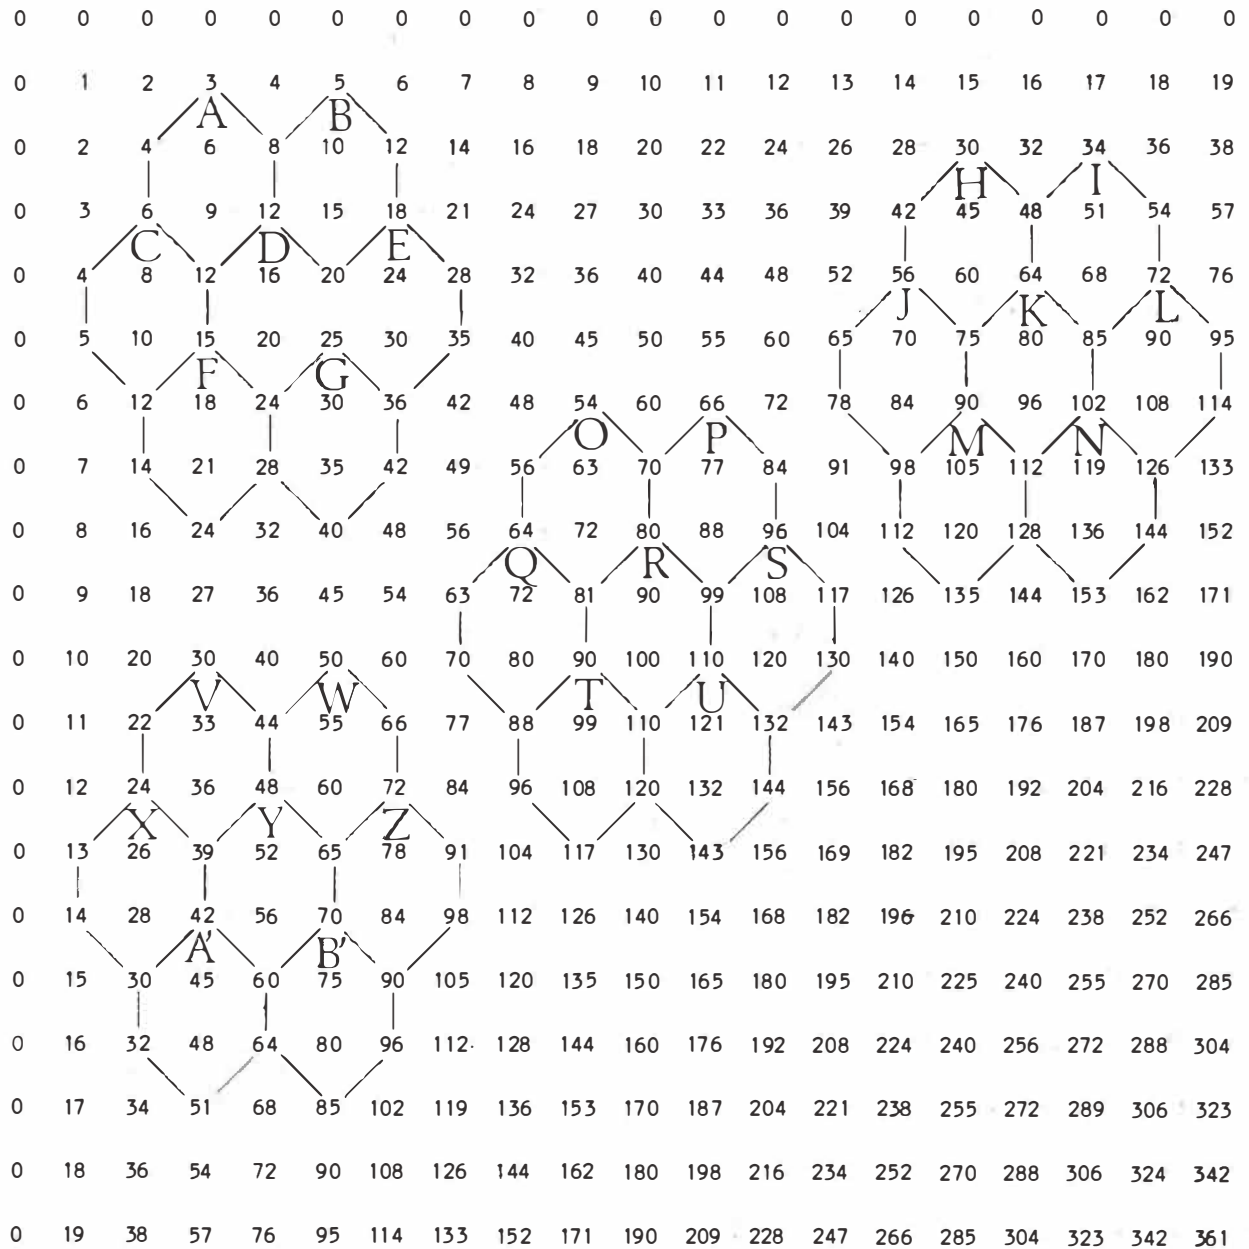 0 0 0 0 0 0 0 0 0 0 0 0 0 0 0 0 0 0 0 0
0 1 2 3 4 5 6 7 8 9 10 11 12 13 14 15 16 17 18 19
A B
0 2 4 6 8 10 12 14 16 18 20 22 24 26 28 30 32 34 36 38
H I
0 3 6 9 12 15 18 21 24 27 30 33 36 39 42 45 48 51 54 57
C D E
0 4 8 12 16 20 24 28 32 36 40 44 48 52 56 60 64 68 72 76
J K L
0 5 10 15 20 25 30 35 40 45 50 55 60 65 70 75 80 85 90 95
F G
0 6 12 18 24 30 36 42 48 54 60 66 72 78 84 90 96 102 108 114
O P M N
0 7 14 21 28 35 42 49 56 63 70 77 84 91 98 105 112 119 126 133
0 8 16 24 32 40 48 56 64 72 80 88 96 104 112 120 128 136 144 152
Q R S
0 9 18 27 36 45 54 63 72 81 90 99 108 117 126 135 144 153 162 171
0 10 20 30 40 50 60 70 80 90 100 110 120 130 140 150 160 170 180 190
V W T U
0 11 22 33 44 55 66 77 88 99 110 121 132 143 154 165 176 187 198 209
0 12 24 36 48 60 72 84 96 108 120 132 144 156 168 180 192 204 216 228
X Y Z
0 13 26 39 52 65 78 91 104 117 130 143 156 169 182 195 208 221 234 247
0 14 28 42 56 70 84 98 112 126 140 154 168 182 196 210 224 238 252 266
A' B'
0 15 30 45 60 75 90 105 120 135 150 165 180 195 210 225 240 255 270 285
0 16 32 48 64 80 96 112 128 144 160 176 192 208 224 240 256 272 288 304
0 17 34 51 68 85 102 119 136 153 170 187 204 221 238 255 272 289 306 323
0 18 36 54 72 90 108 126 144 162 180 198 216 234 252 270 288 306 324 342
0 19 38 57 76 95 114 133 152 171 190 209 228 247 266 285 304 323 342 361